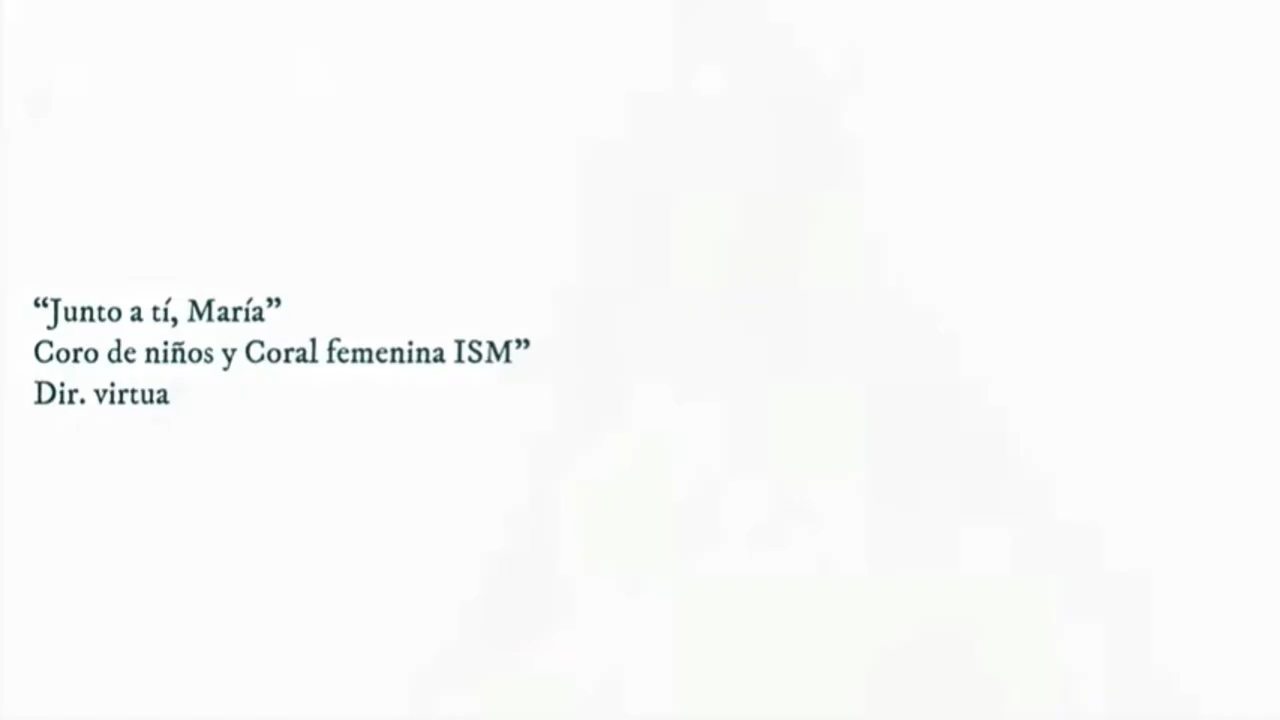 “Junto a tí, María”
Coro de niños y Coral femenina ISM”
Dir. virtua